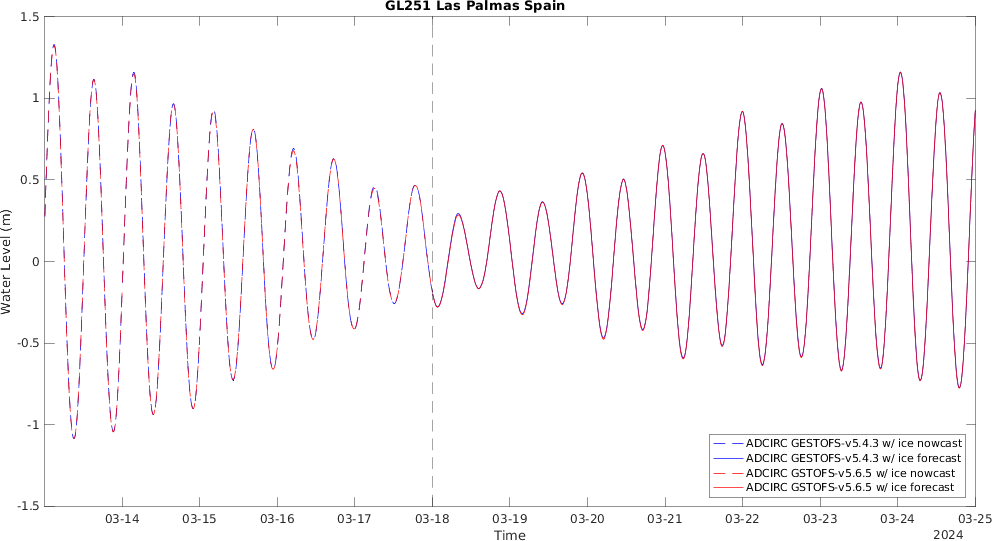 GL251 Las Palmas Spain
Water Level (m)
1.5
1
0.5
0
-0.5
-1
-1.5
ADCIRC GESTOFS-v5.4.3 w/ ice nowcast
ADCIRC GESTOFS-v5.4.3 w/ ice forecast
ADCIRC GSTOFS-v5.6.5 w/ ice nowcast
ADCIRC GSTOFS-v5.6.5 w/ ice forecast
03-14 03-15 03-16 03-17 03-18 03-19 03-20 03-21 03-22 03-23 03-24 03-25
Time
2024